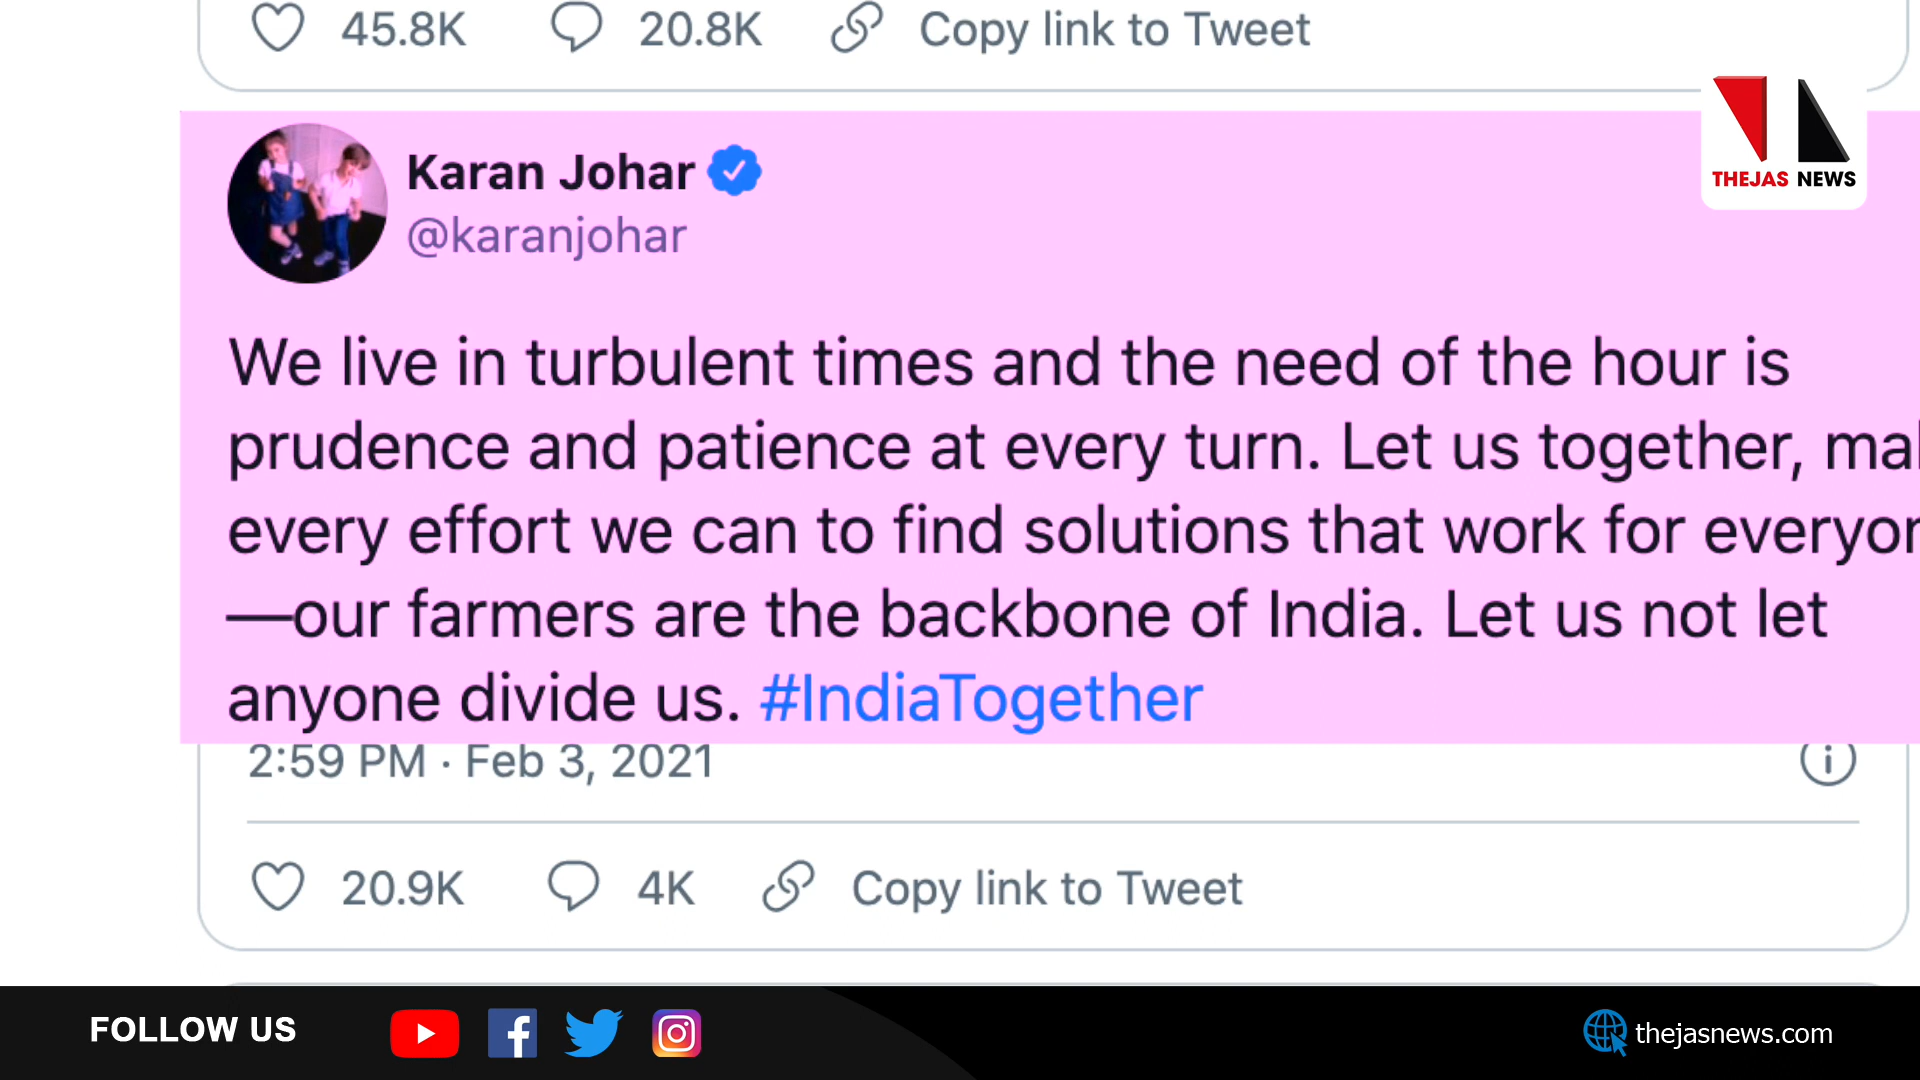 45.8K 20.8K Copy link to Tweet
THEJAS NEWS
Karan Johar
@karanjohar
We live in turbulent times and the need of the hour is
prudence and patience at every turn. Let us together,
every effort we can to find solutions that work for
—our farmers are the backbone of India. Let us not let
anyone divide us. #IndiaTogether
2:59 PM · Feb 3, 2021
20.9K 4K Copy link to Tweet
FOLLOW US
thejasnews.com